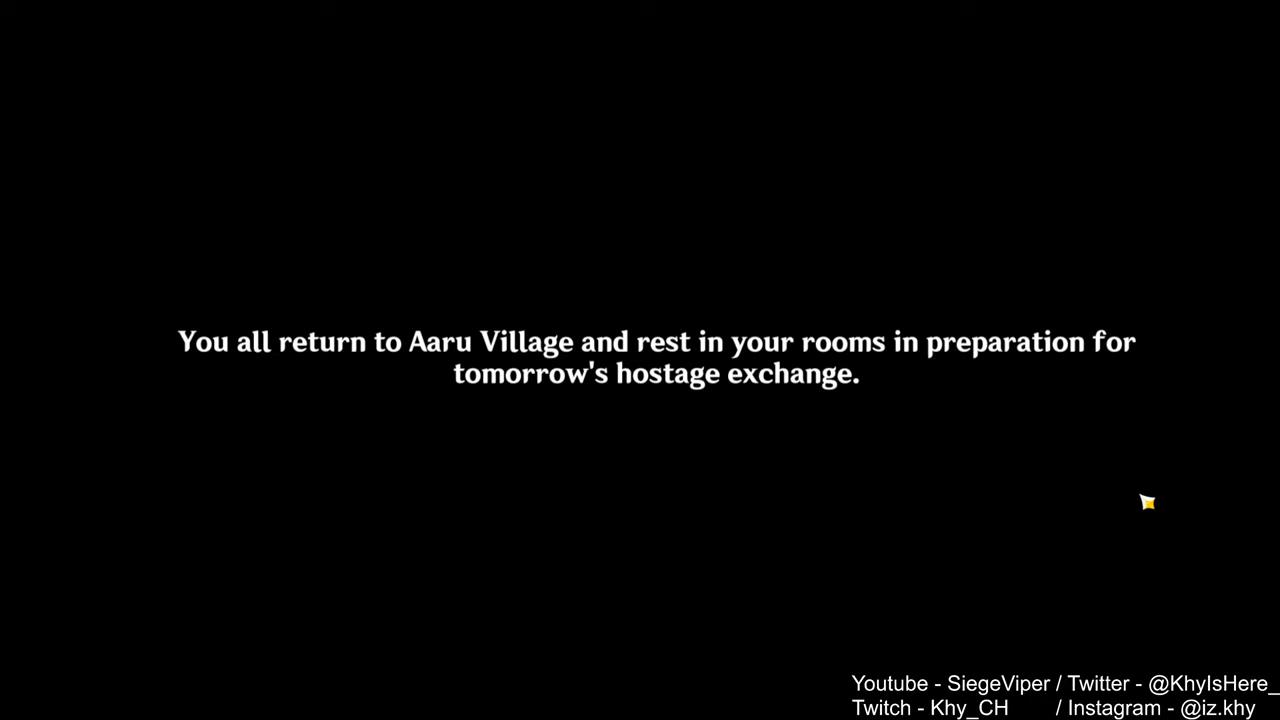 You all return to Aaru Village and rest in your rooms in preparation for
tomorrow's hostage exchange.
Youtube - SiegeViper / Twitter - @KhyIsHere_
Twitch - Khy_CH / Instagram - @iz.khy